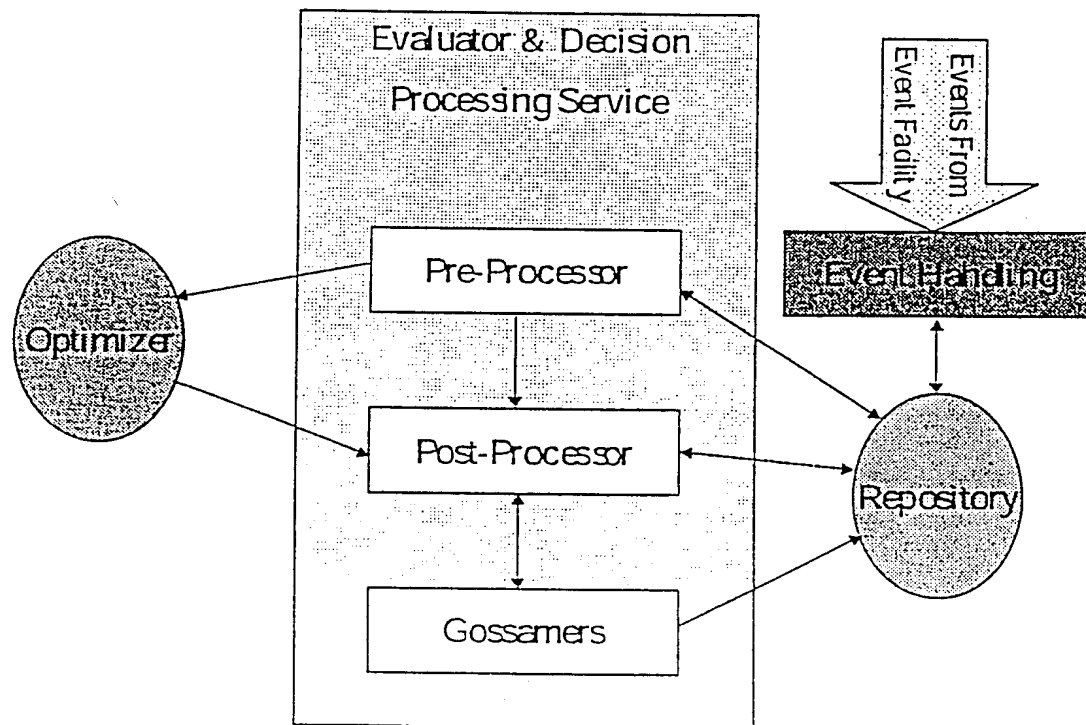 Evaluator & Decision
Processing Service
Events From
Event Facility
Pre-Processor
Event Handling
Optimizer
Post-Processor
Repository
Gossamers